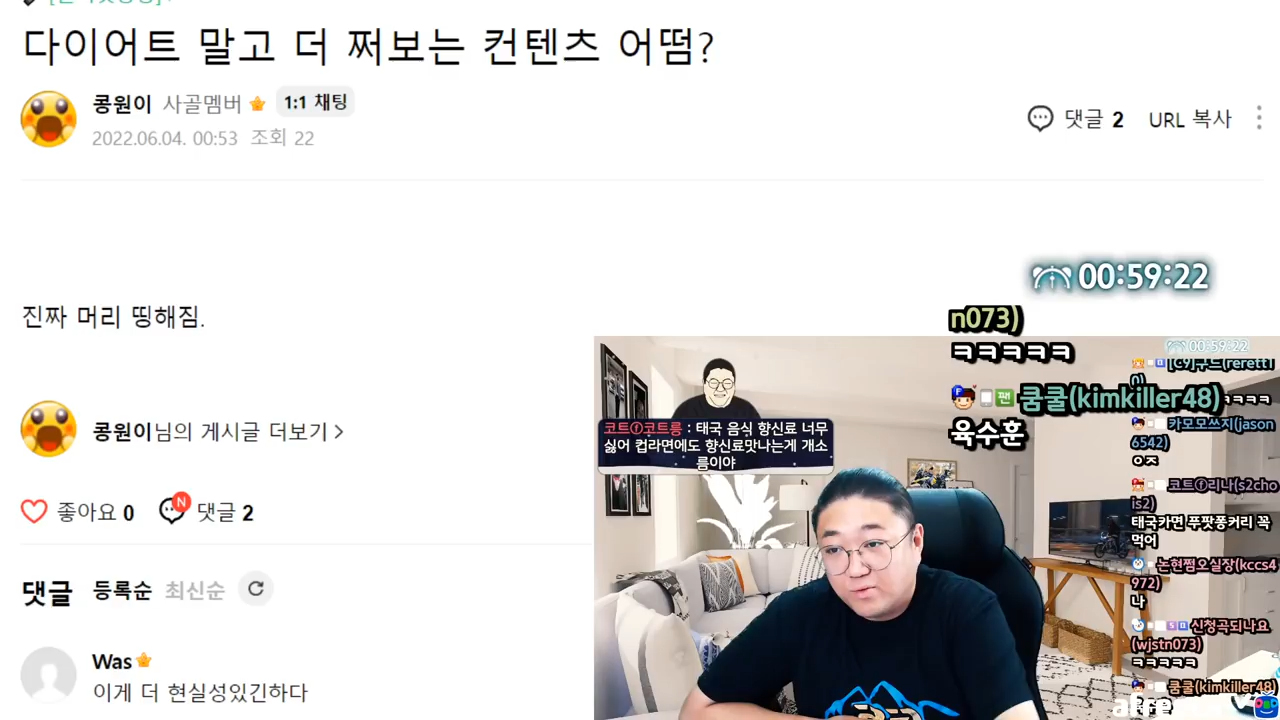 다이어트 말고 더 쩌보는 컨텐츠 어떰?
콩원이 사골멤버 1:1 채팅
2022.06.04. 00:53 조회 22
댓글 2 URL 복사
00:59:22
진짜 머리 띵해짐.
n073)
ㅋㅋㅋㅋㅋ
쿰쿨(kimkiller48)
육수훈
콩원이님의 게시글 더보기
좋아요 0 댓글 2
댓글 등록순 최신순
Was
이게 더 현실성있긴하다
코트ⓕ코트릉 : 태국 음식 향신료 너무
싫어 컵라면에도 향신료맛나는게 개소
름이야
00:59:22
ㅋㅋㅋㅋ
카모모쓰지(jason
6542)
ㅇㅈ
코트ⓕ리나(s2cho
is2)
태국가면 푸팟퐁커리 꼭
먹어
논현쩜오실장(kccs4
972)
나
신청곡되나요
(wjstn073)
ㅋㅋㅋㅋㅋ
쿰쿨(kimkiller48)